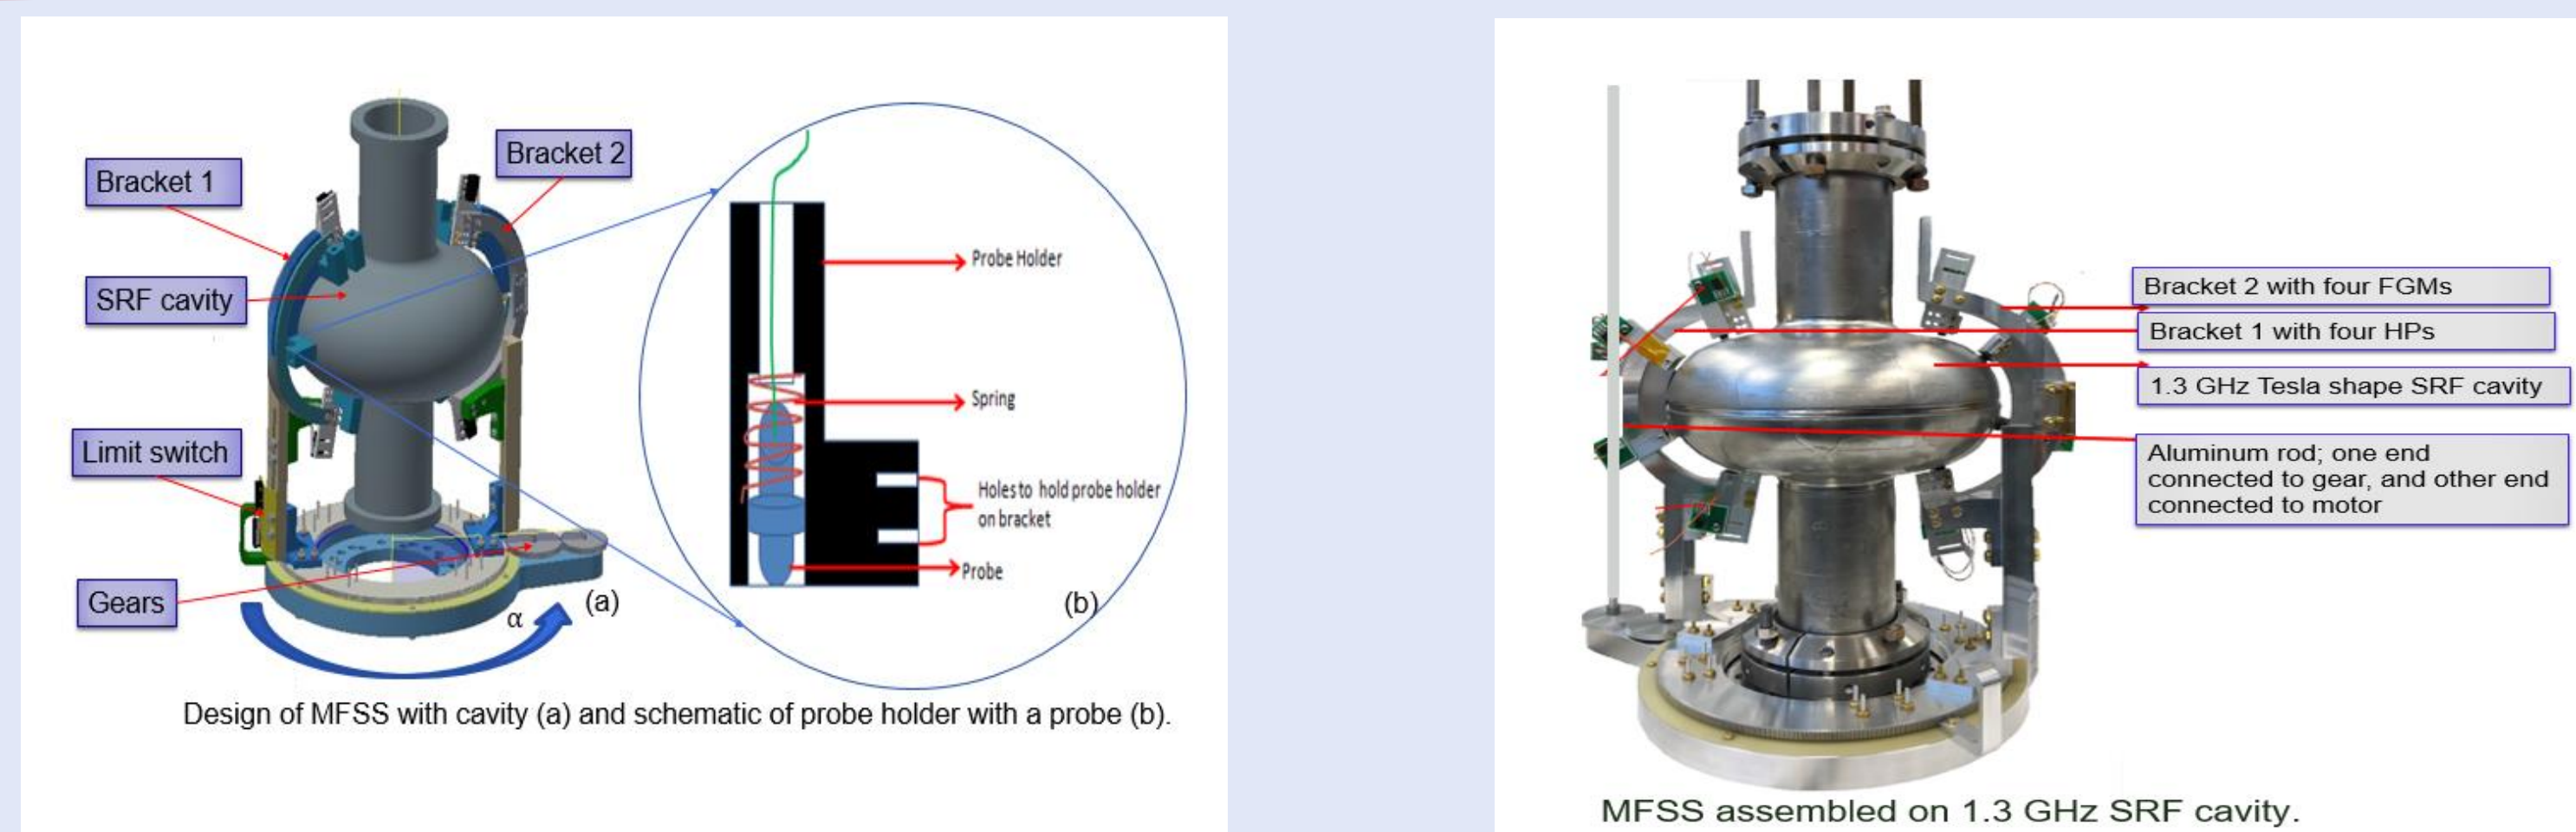 Bracket 1
Bracket 2
SRF cavity
Limit switch
Gears
α
(a)
Probe Holder
Spring
Holes to hold probe holder
on bracket
Probe
(b)
Design of MFSS with cavity (a) and schematic of probe holder with a probe (b).
Bracket 2 with four FGMs
Bracket 1 with four HPs
1.3 GHz Tesla shape SRF cavity
Aluminum rod; one end
connected to gear, and other end
connected to motor
MFSS assembled on 1.3 GHz SRF cavity.